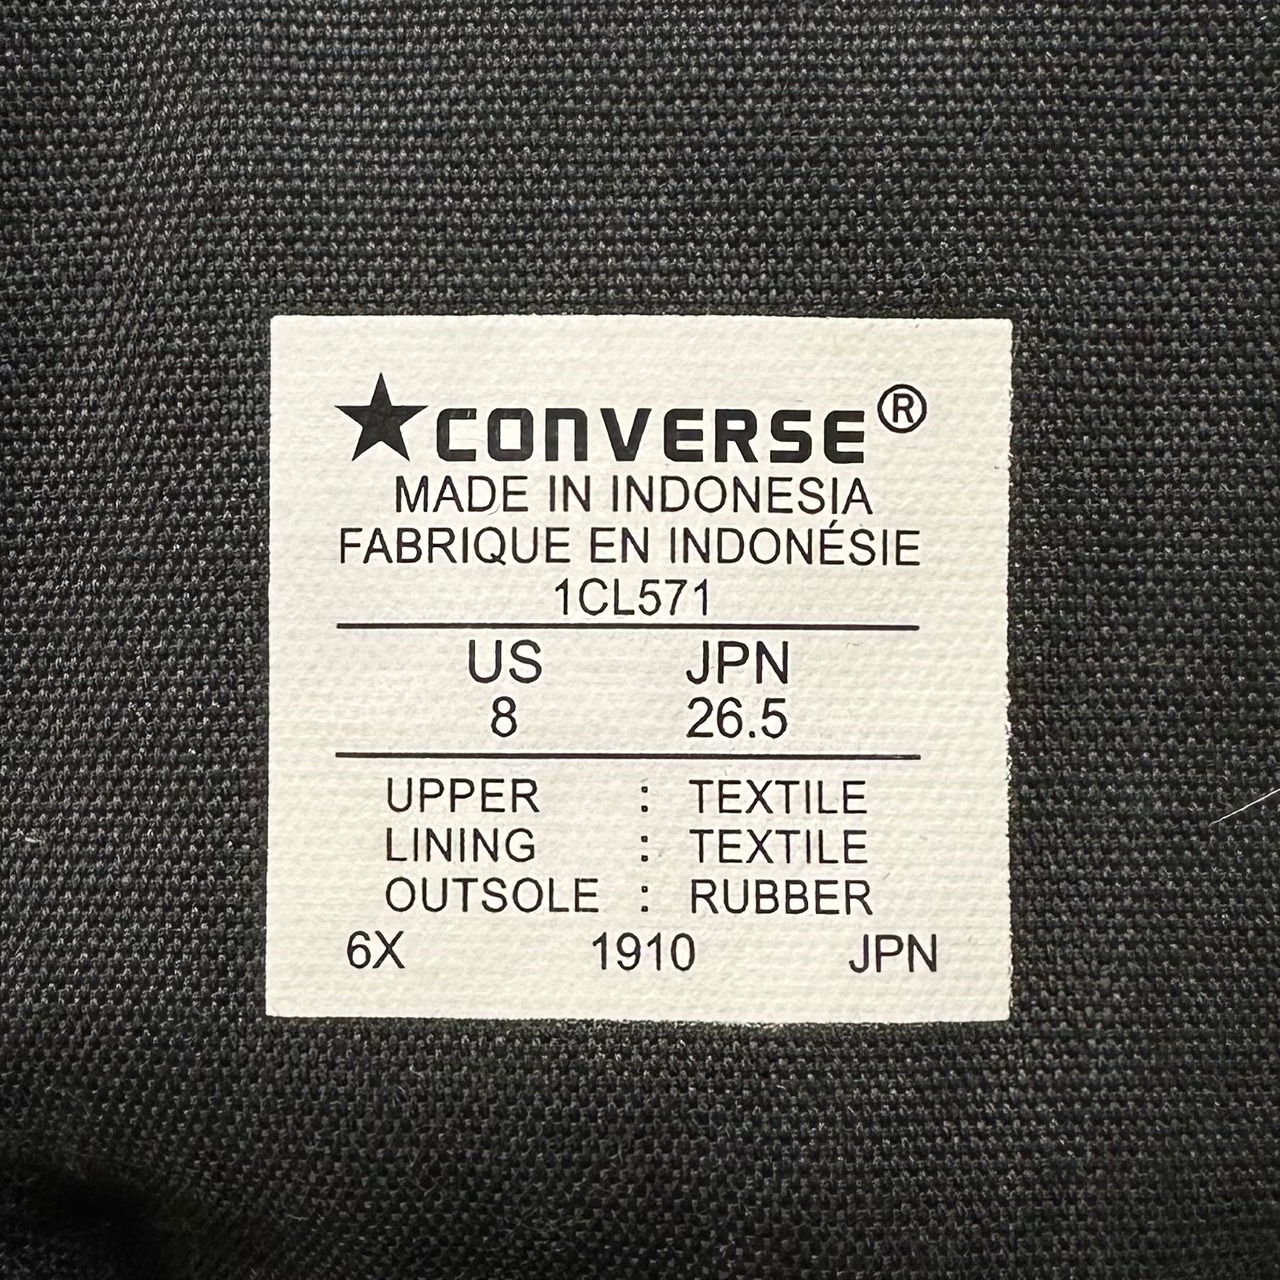 ★CONVERSE®
MADE IN INDONESIA
FABRIQUE EN INDONÉSIE
1CL571
US JPN
8 26.5
UPPER : TEXTILE
LINING : TEXTILE
OUTSOLE : RUBBER
6X 1910 JPN